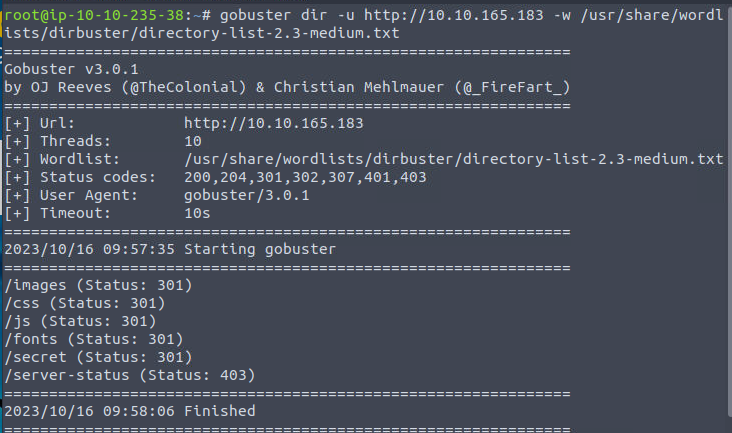 root@ip-10-10-235-38:~# gobuster dir -u http://10.10.165.183 -w /usr/share/wordl
ists/dirbuster/directory-list-2.3-medium.txt
===============================================================
Gobuster v3.0.1
by OJ Reeves (@TheColonial) & Christian Mehlmauer (@_FireFart_)
===============================================================
[+] Url:            http://10.10.165.183
[+] Threads:        10
[+] Wordlist:       /usr/share/wordlists/dirbuster/directory-list-2.3-medium.txt
[+] Status codes:   200,204,301,302,307,401,403
[+] User Agent:     gobuster/3.0.1
[+] Timeout:        10s
===============================================================
2023/10/16 09:57:35 Starting gobuster
===============================================================
/images (Status: 301)
/css (Status: 301)
/js (Status: 301)
/fonts (Status: 301)
/secret (Status: 301)
/server-status (Status: 403)
===============================================================
2023/10/16 09:58:06 Finished
===============================================================